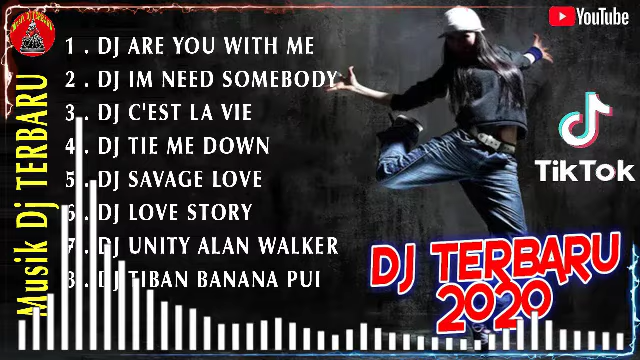 YouTube
1 . DJ ARE YOU WITH ME
2 . DJ IM NEED SOMEBODY
3 . DJ C'EST LA VIE
4 . DJ TIE ME DOWN
5 . DJ SAVAGE LOVE
6 . DJ LOVE STORY
7 . DJ UNITY ALAN WALKER
8 . DJ TIBAN BANANA PUI
Musik Dj TERBARU
TikTok
DJ TERBARU
2020